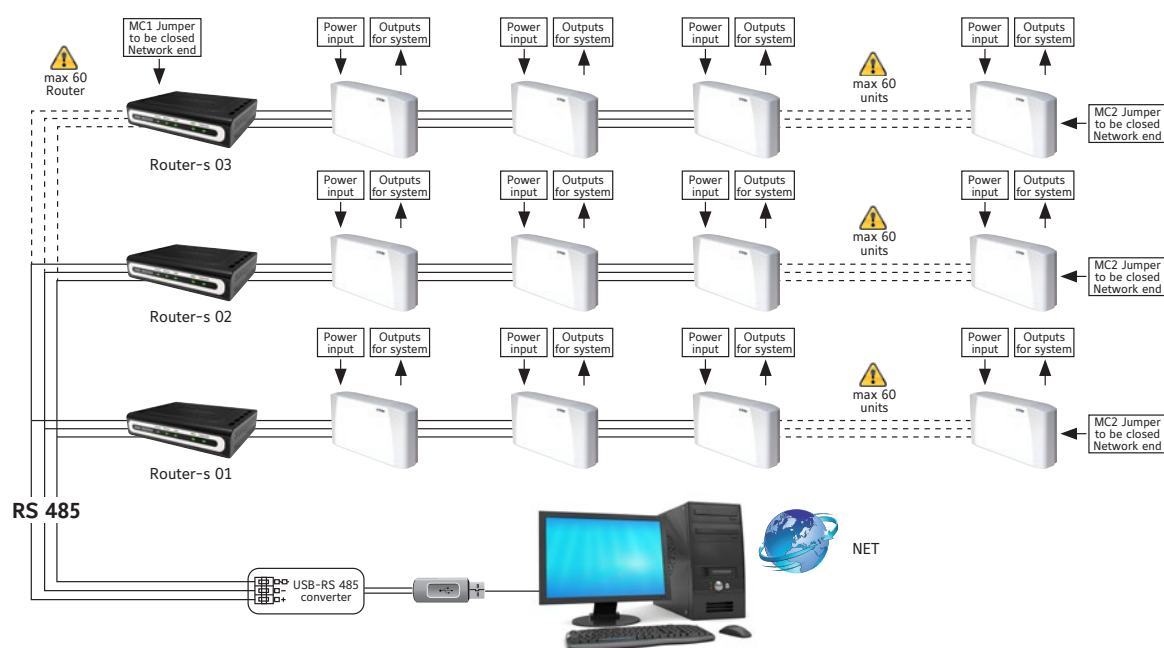 MC1 Jumper
to be closed
Network end
Power
input
Outputs
for system
Power
input
Outputs
for system
Power
input
Outputs
for system
Power
input
Outputs
for system
max 60
Router
max 60
units
MC2 Jumper
to be closed
Network end
Router-s 03
Power
input
Outputs
for system
Power
input
Outputs
for system
Power
input
Outputs
for system
Power
input
Outputs
for system
max 60
units
MC2 Jumper
to be closed
Network end
Router-s 02
Power
input
Outputs
for system
Power
input
Outputs
for system
Power
input
Outputs
for system
Power
input
Outputs
for system
max 60
units
MC2 Jumper
to be closed
Network end
Router-s 01
RS 485
NET
USB-RS 485
converter
-
+